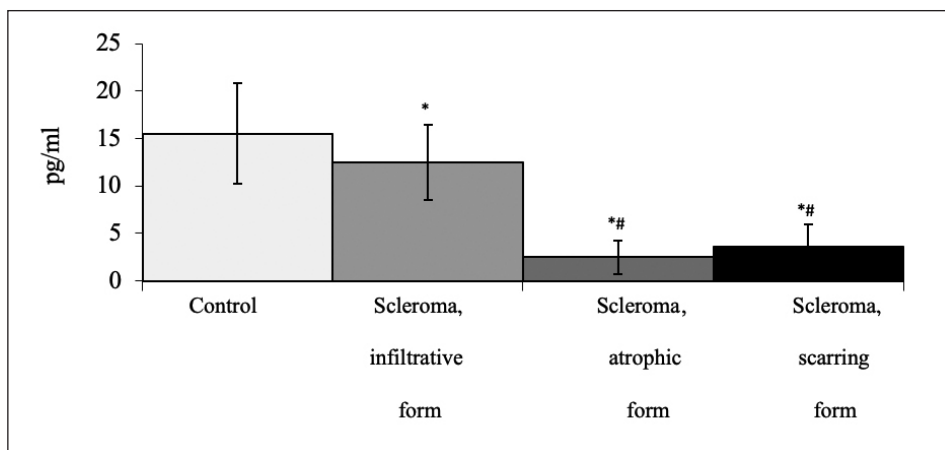 25
20
15
10
5
0
pg/ml
*
*#
*#
Control
Scleroma,
infiltrative
form
Scleroma,
atrophic
form
Scleroma,
scarring
form